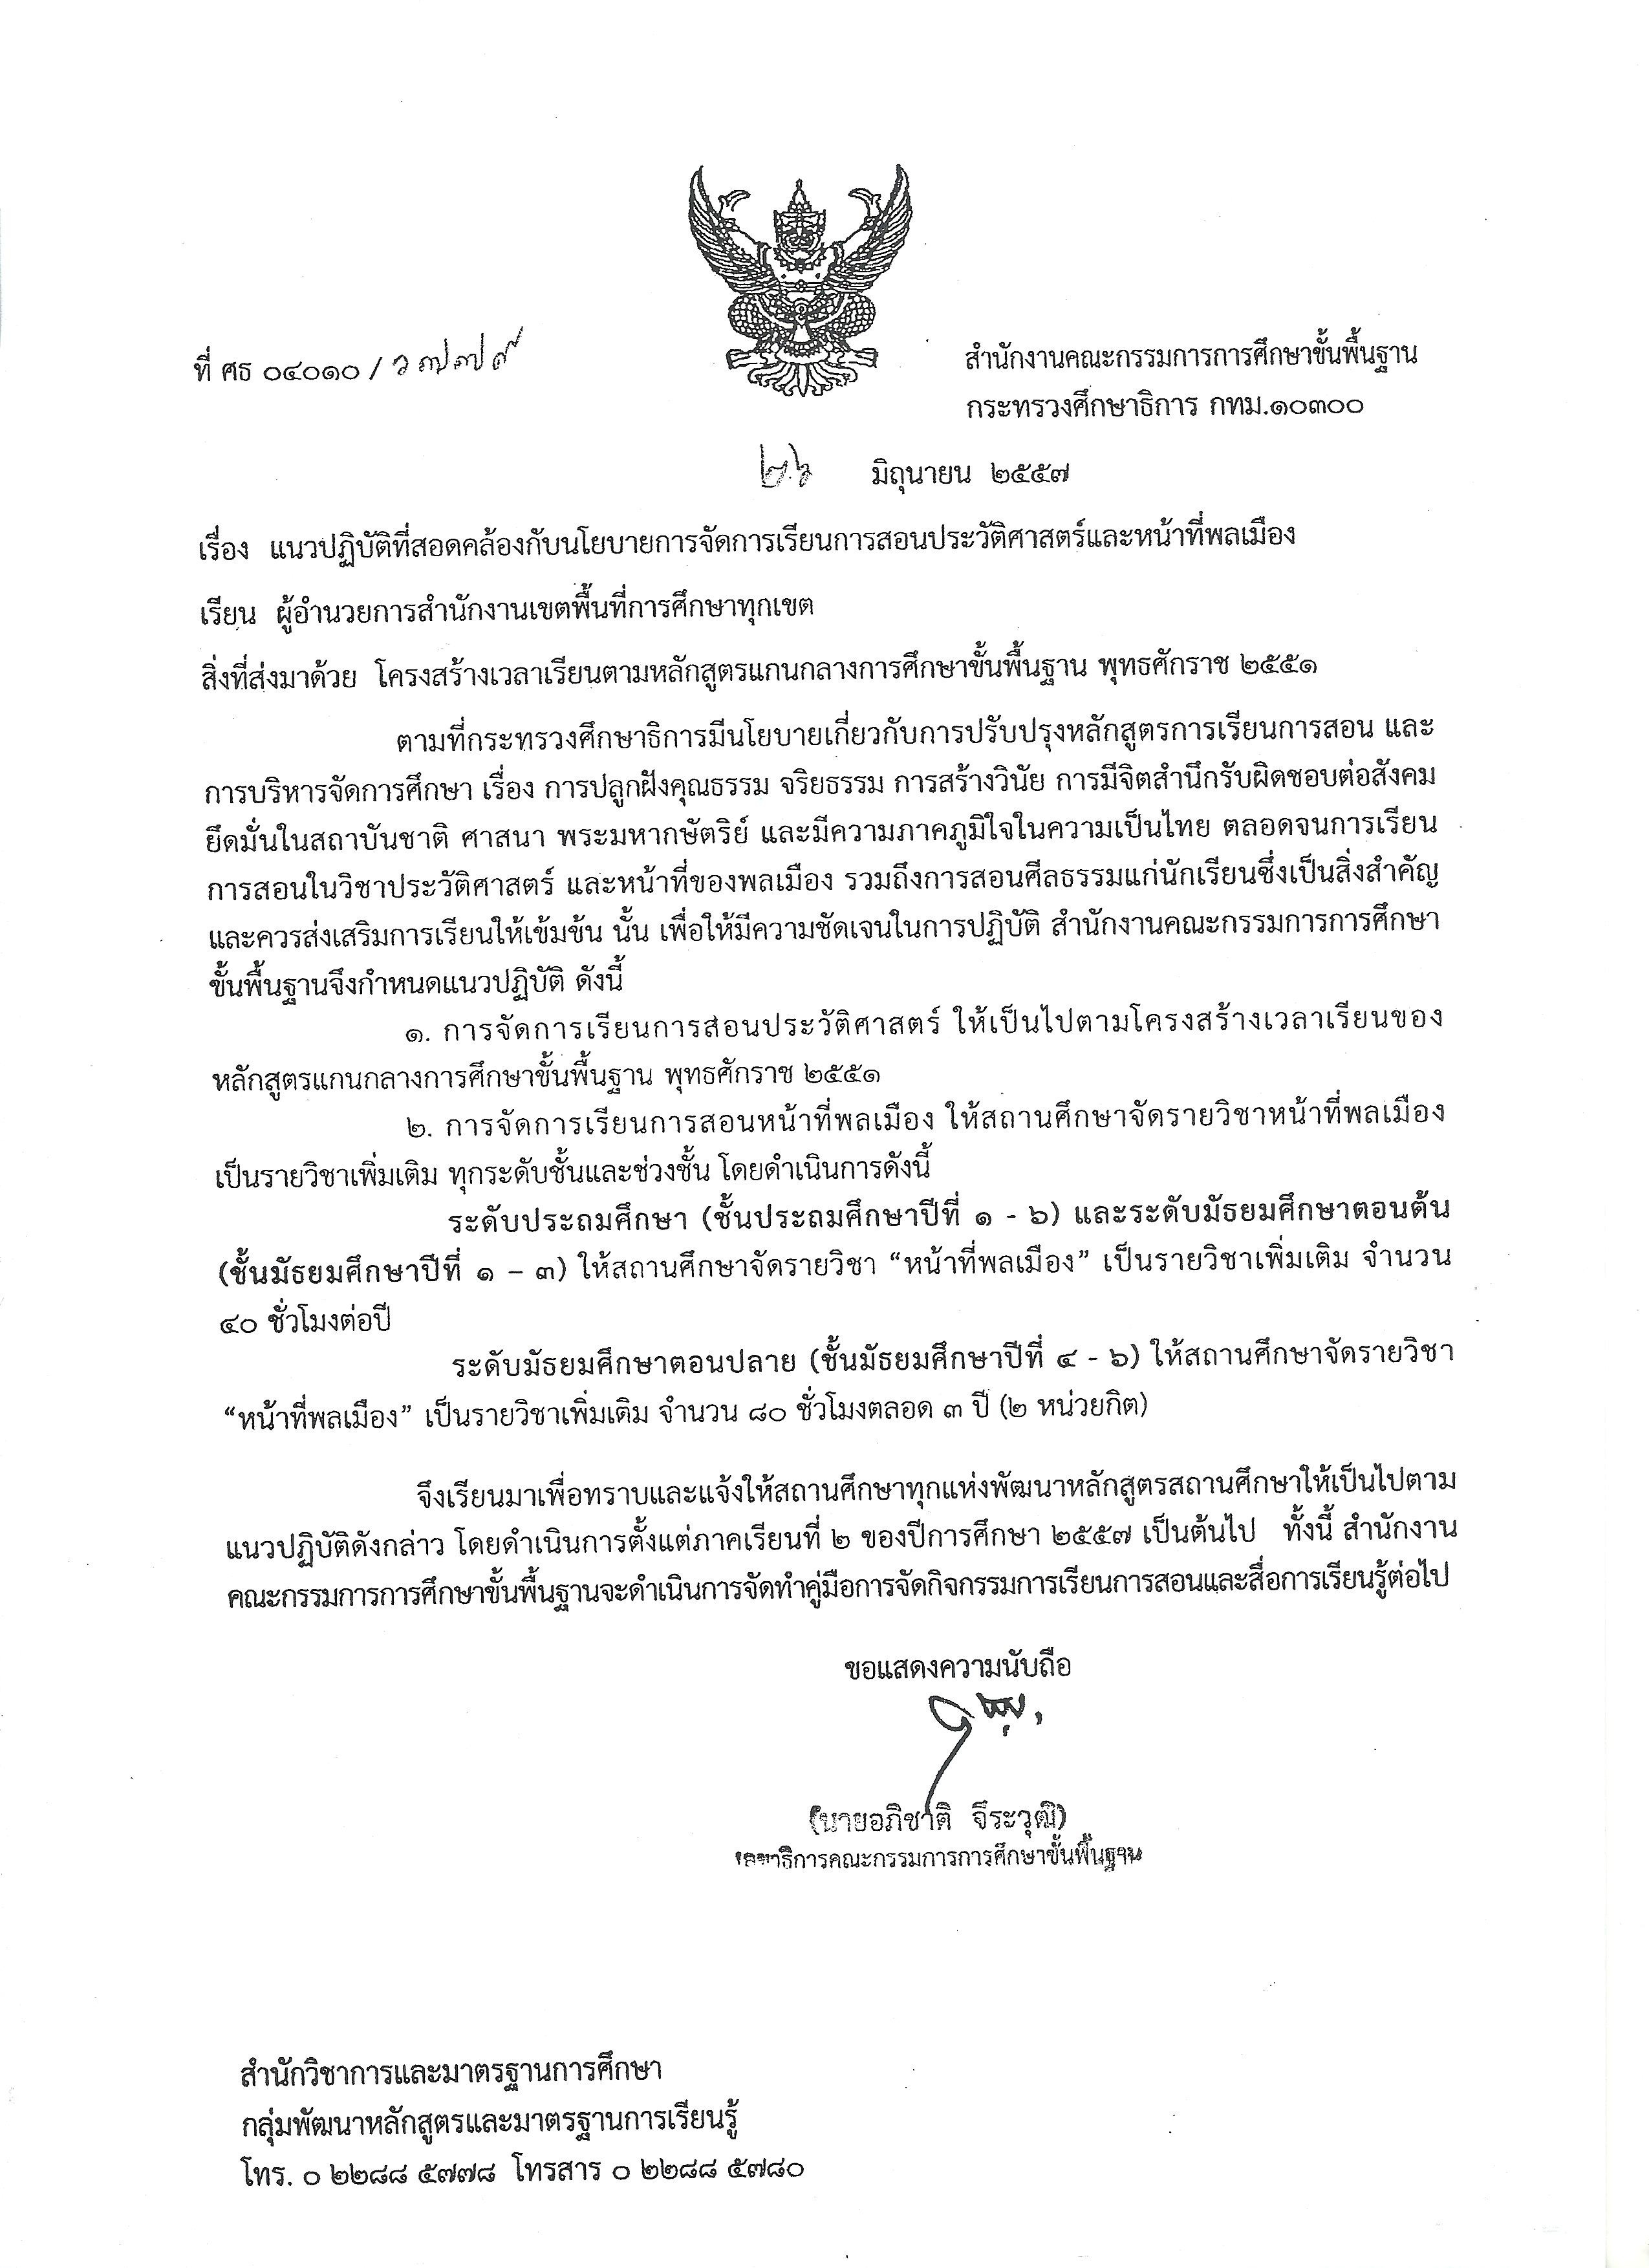 ที่ ศธ ๐๔๐๑๐ / ว ๗๗๙
สำนักงานคณะกรรมการการศึกษาขั้นพื้นฐาน
กระทรวงศึกษาธิการ กทม.๑๐๓๐๐
๒๖ มิถุนายน ๒๕๕๗
เรื่อง แนวปฏิบัติที่สอดคล้องกับนโยบายการจัดการเรียนการสอนประวัติศาสตร์และหน้าที่พลเมือง
เรียน ผู้อำนวยการสำนักงานเขตพื้นที่การศึกษาทุกเขต
สิ่งที่ส่งมาด้วย โครงสร้างเวลาเรียนตามหลักสูตรแกนกลางการศึกษาขั้นพื้นฐาน พุทธศักราช ๒๕๕๑
ตามที่กระทรวงศึกษาธิการมีนโยบายเกี่ยวกับการปรับปรุงหลักสูตรการเรียนการสอน และ
การบริหารจัดการศึกษา เรื่อง การปลูกฝังคุณธรรม จริยธรรม การสร้างวินัย การมีจิตสำนึกรับผิดชอบต่อสังคม
ยึดมั่นในสถาบันชาติ ศาสนา พระมหากษัตริย์ และมีความภาคภูมิใจในความเป็นไทย ตลอดจนการเรียน
การสอนในวิชาประวัติศาสตร์ และหน้าที่ของพลเมือง รวมถึงการสอนศีลธรรมแก่นักเรียนซึ่งเป็นสิ่งสำคัญ
และควรส่งเสริมการเรียนให้เข้มข้น นั้น เพื่อให้มีความชัดเจนในการปฏิบัติ สำนักงานคณะกรรมการการศึกษา
ขั้นพื้นฐานจึงกำหนดแนวปฏิบัติ ดังนี้
๑. การจัดการเรียนการสอนประวัติศาสตร์ ให้เป็นไปตามโครงสร้างเวลาเรียนของ
หลักสูตรแกนกลางการศึกษาขั้นพื้นฐาน พุทธศักราช ๒๕๕๑
๒. การจัดการเรียนการสอนหน้าที่พลเมือง ให้สถานศึกษาจัดรายวิชาหน้าที่พลเมือง
เป็นรายวิชาเพิ่มเติม ทุกระดับชั้นและช่วงชั้น โดยดำเนินการดังนี้
ระดับประถมศึกษา (ชั้นประถมศึกษาปีที่ ๑ - ๖) และระดับมัธยมศึกษาตอนต้น
(ชั้นมัธยมศึกษาปีที่ ๑ – ๓) ให้สถานศึกษาจัดรายวิชา “หน้าที่พลเมือง” เป็นรายวิชาเพิ่มเติม จำนวน
๔๐ ชั่วโมงต่อปี
ระดับมัธยมศึกษาตอนปลาย (ชั้นมัธยมศึกษาปีที่ ๔ - ๖) ให้สถานศึกษาจัดรายวิชา
“หน้าที่พลเมือง” เป็นรายวิชาเพิ่มเติม จำนวน ๘๐ ชั่วโมงตลอด ๓ ปี (๒ หน่วยกิต)
จึงเรียนมาเพื่อทราบและแจ้งให้สถานศึกษาทุกแห่งพัฒนาหลักสูตรสถานศึกษาให้เป็นไปตาม
แนวปฏิบัติดังกล่าว โดยดำเนินการตั้งแต่ภาคเรียนที่ ๒ ของปีการศึกษา ๒๕๕๗ เป็นต้นไป ทั้งนี้ สำนักงาน
คณะกรรมการการศึกษาขั้นพื้นฐานจะดำเนินการจัดทำคู่มือการจัดกิจกรรมการเรียนการสอนและสื่อการเรียนรู้ต่อไป
ขอแสดงความนับถือ
(นายอภิชาติ จีระวุฒิ)
เลขาธิการคณะกรรมการการศึกษาขั้นพื้นฐาน
สำนักวิชาการและมาตรฐานการศึกษา
กลุ่มพัฒนาหลักสูตรและมาตรฐานการเรียนรู้
โทร. ๐ ๒๒๘๘ ๕๗๗๘ โทรสาร ๐ ๒๒๘๘ ๕๗๘๐